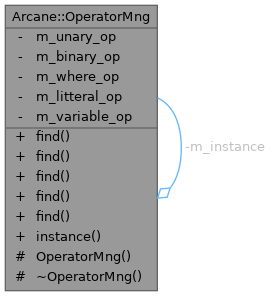 Arcane::OperatorMng
- m_unary_op
- m_binary_op
- m_where_op
- m_litteral_op
- m_variable_op
+ find()
+ find()
+ find()
+ find()
+ find()
+ instance()
# OperatorMng()
# ~OperatorMng()
-m_instance